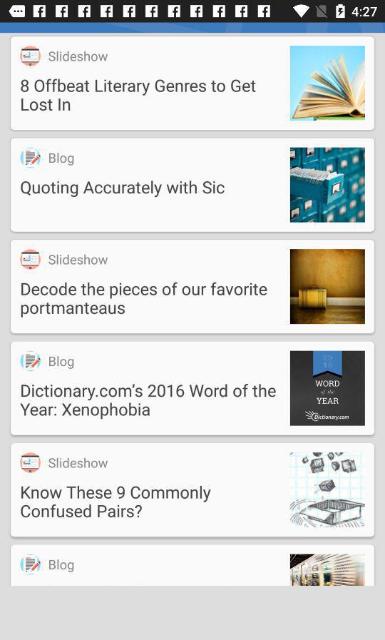 4:27
Slideshow
8 Offbeat Literary Genres to Get
Lost In
Blog
Quoting Accurately with Sic
Slideshow
Decode the pieces of our favorite
portmanteaus
Blog
Dictionary.com's 2016 Word of the
Year: Xenophobia
WORD
of the
YEAR
Dictionary.com
Slideshow
Know These 9 Commonly
Confused Pairs?
Blog